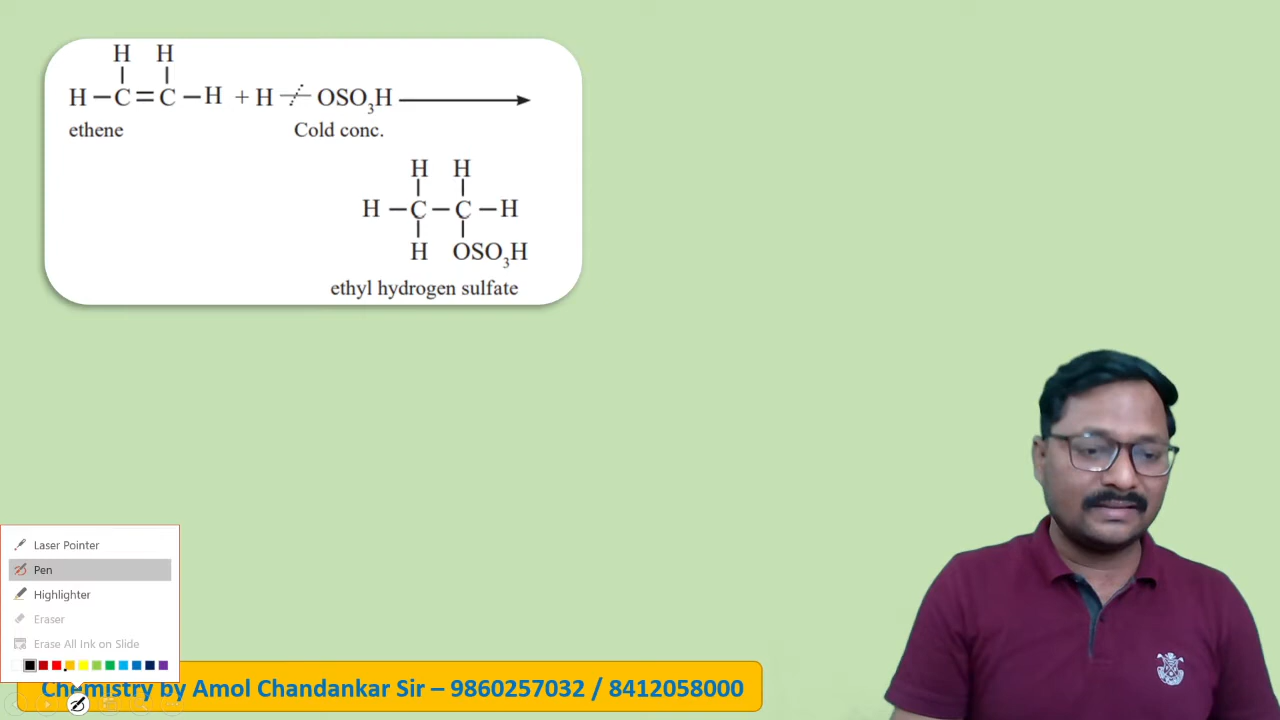 H H
H – C = C – H + H – OSO₃H ⟶
ethene Cold conc.
H H
H – C – C – H
H OSO₃H
ethyl hydrogen sulfate
Laser Pointer
Pen
Highlighter
Eraser
Erase All Ink on Slide
Chemistry by Amol Chandankar Sir – 9860257032 / 8412058000